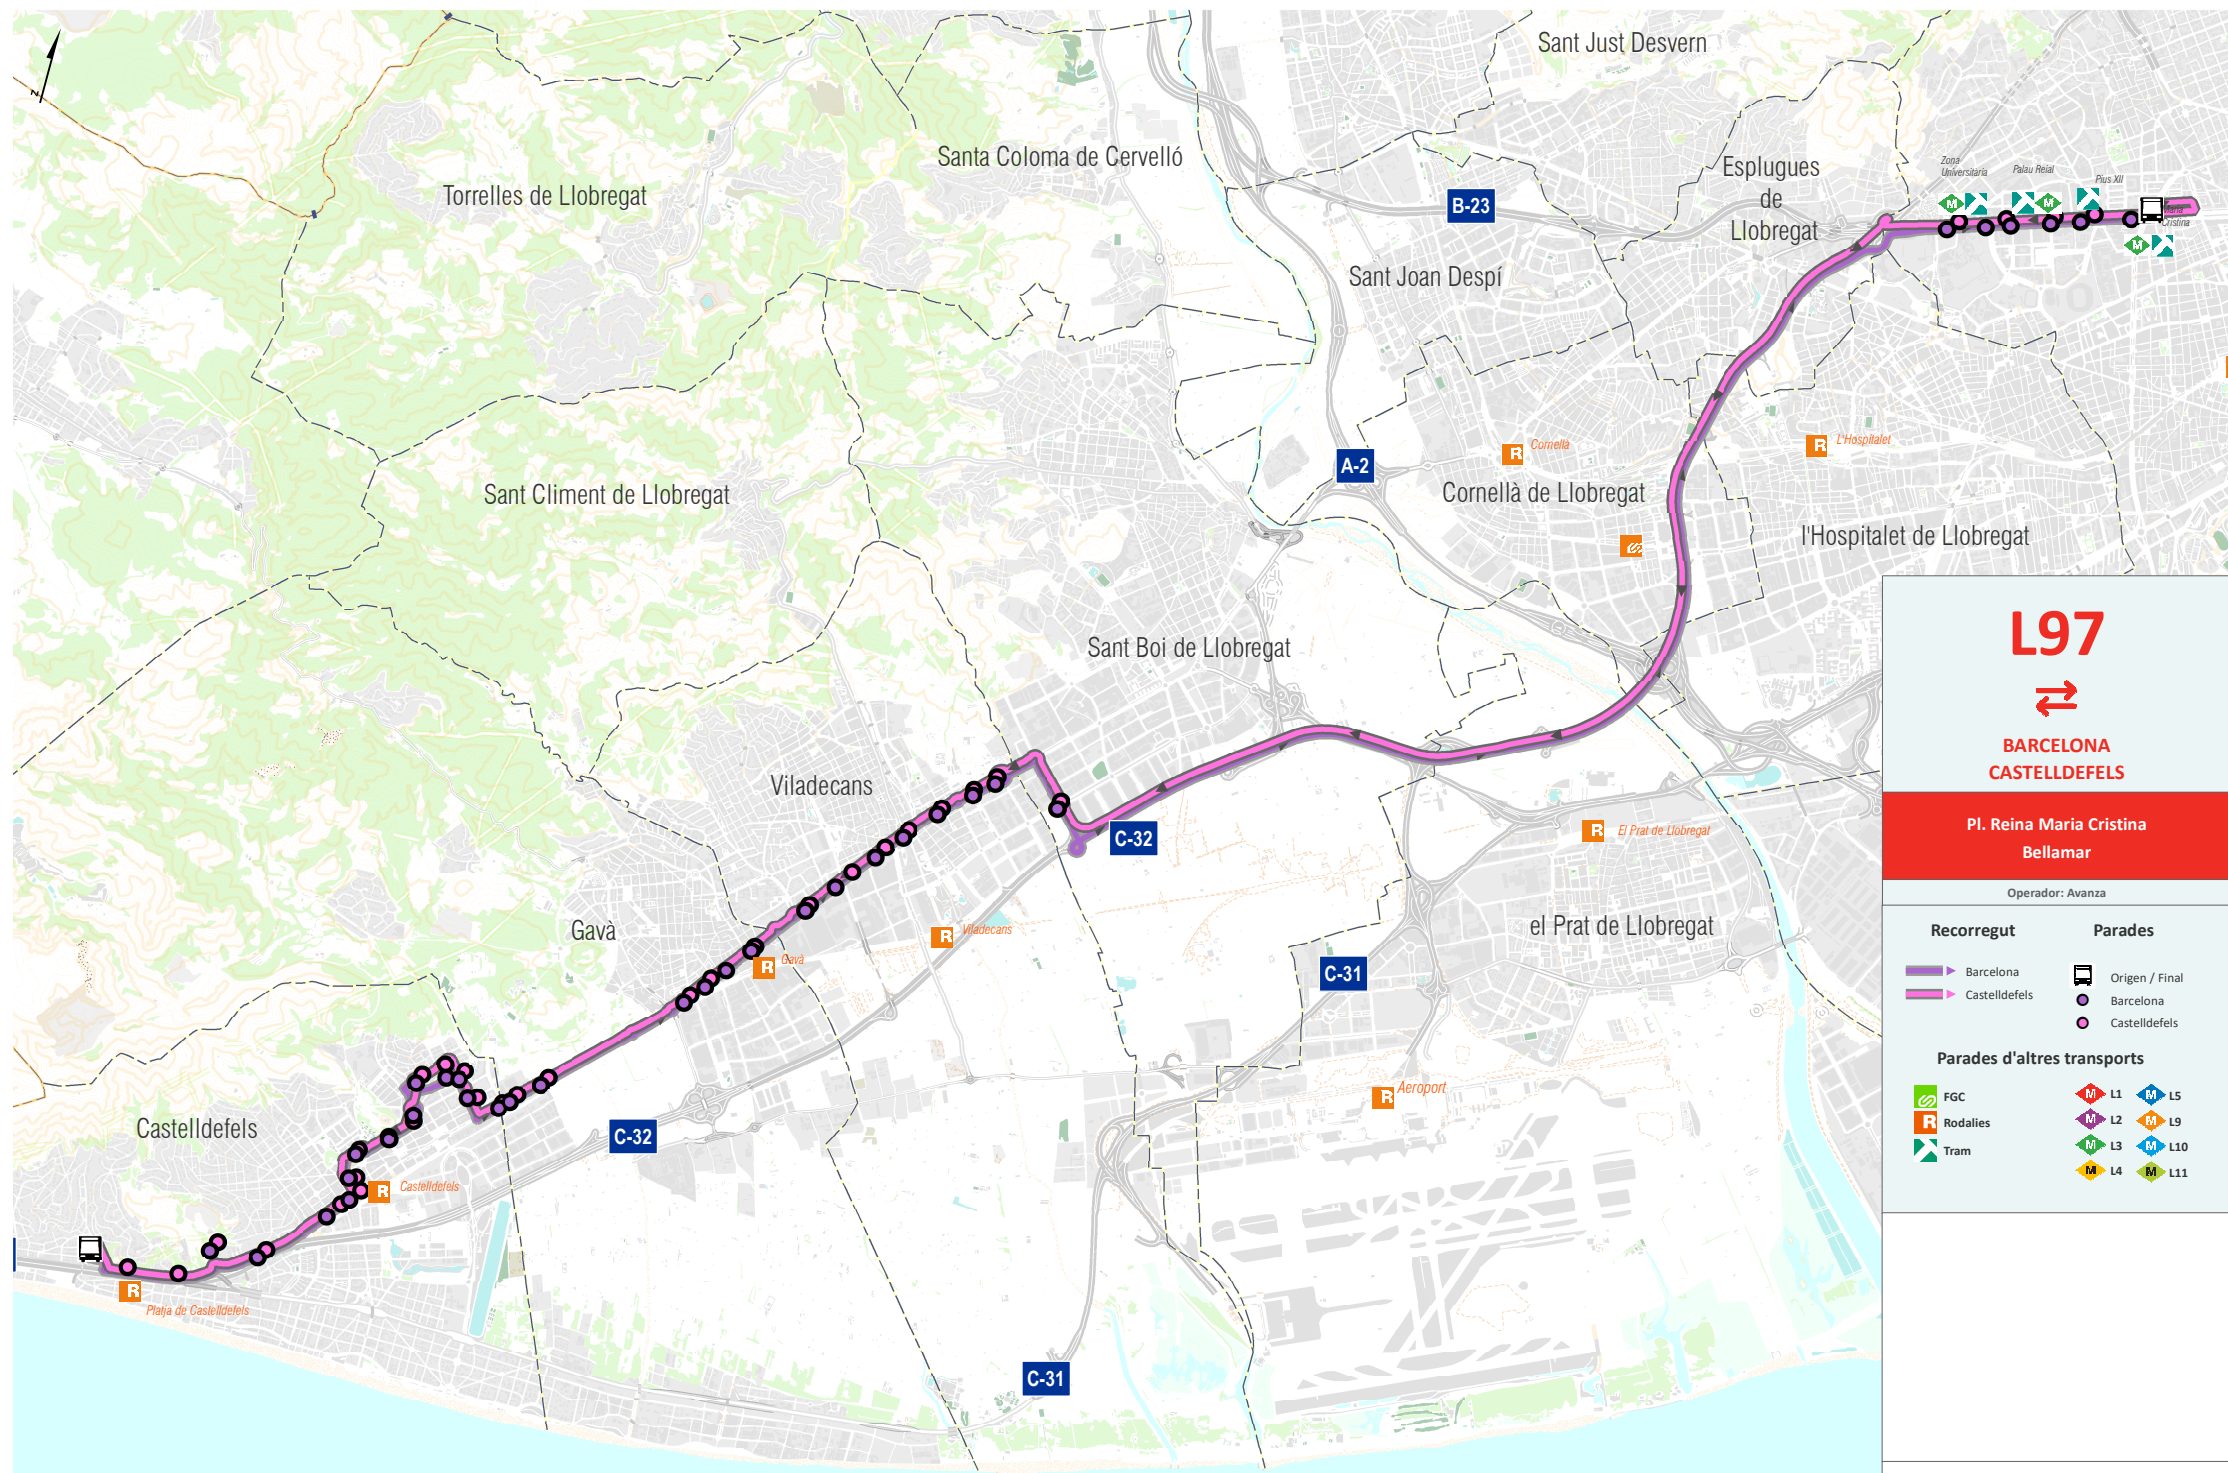 Sant Just Desvern
Santa Coloma de Cervelló
Torrelles de Llobregat
Esplugues
de
Llobregat
Zona
Universitària
Palau Reial
Pius XII
Maria
Cristina
B-23
Sant Joan Despí
A-2
Cornellà
L'Hospitalet
Sant Climent de Llobregat
Cornellà de Llobregat
l'Hospitalet de Llobregat
Sant Boi de Llobregat
Viladecans
C-32
El Prat de Llobregat
Gavà
Viladecans
Gavà
el Prat de Llobregat
C-31
Aeroport
Castelldefels
C-32
Castelldefels
Platja de Castelldefels
C-31
L97
BARCELONA
CASTELLDEFELS
Pl. Reina Maria Cristina
Bellamar
Operador: Avanza
Recorregut
Barcelona
Castelldefels
Parades
Origen / Final
Barcelona
Castelldefels
Parades d'altres transports
FGC
R Rodalies
Tram
M L1
M L2
M L3
M L4
M L5
M L9
M L10
M L11